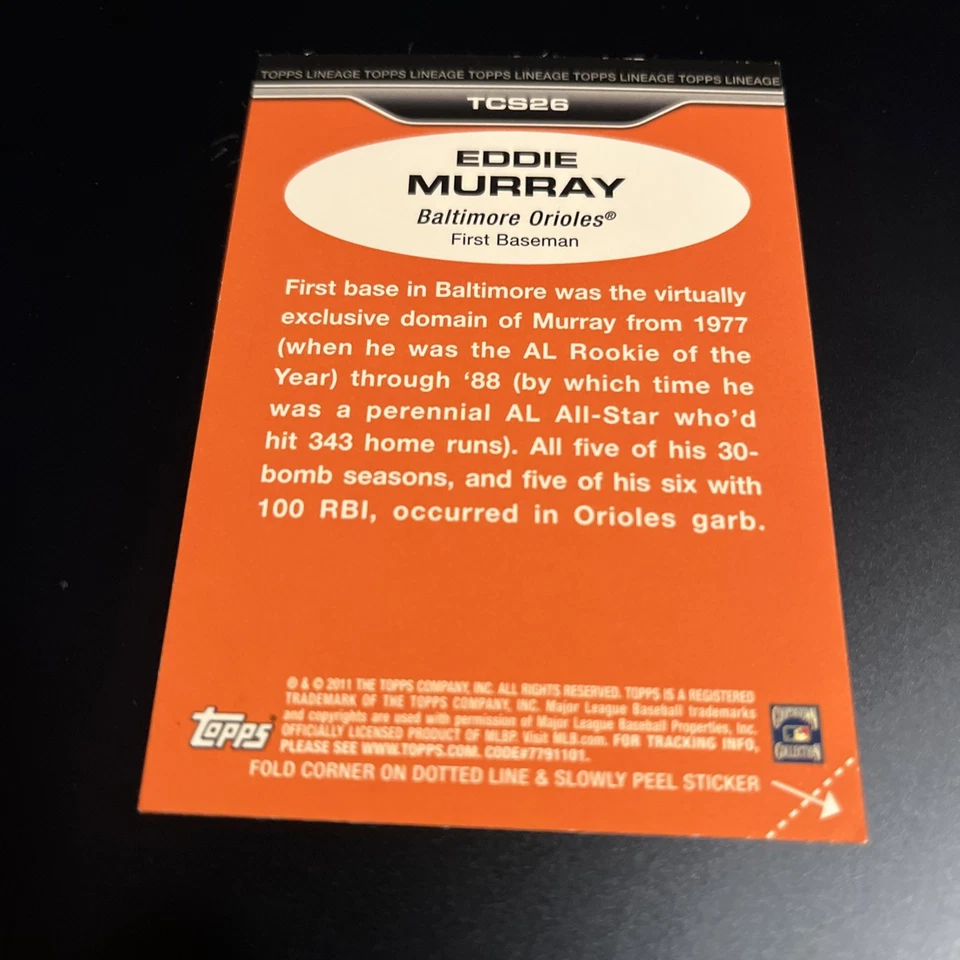 TOPPS LINEAGE TOPPS LINEAGE TOPPS LINEAGE TOPPS LINEAGE TOPPS LINEAGE
TCS26
EDDIE
MURRAY
Baltimore Orioles®
First Baseman
First base in Baltimore was the virtually
exclusive domain of Murray from 1977
(when he was the AL Rookie of the
Year) through ‘88 (by which time he
was a perennial AL All-Star who’d
hit 343 home runs). All five of his 30-
bomb seasons, and five of his six with
100 RBI, occurred in Orioles garb.
® & © 2011 THE TOPPS COMPANY, INC. ALL RIGHTS RESERVED. TOPPS IS A REGISTERED
TRADEMARK OF THE TOPPS COMPANY, INC. Major League Baseball trademarks
and copyrights are used with permission of Major League Baseball Properties, Inc.
OFFICIALLY LICENSED PRODUCT OF MLBP. Visit MLB.com. FOR TRACKING INFO,
PLEASE SEE WWW.TOPPS.COM. CODE#7791101.
topps
COOPERSTOWN
COLLECTION
FOLD CORNER ON DOTTED LINE & SLOWLY PEEL STICKER